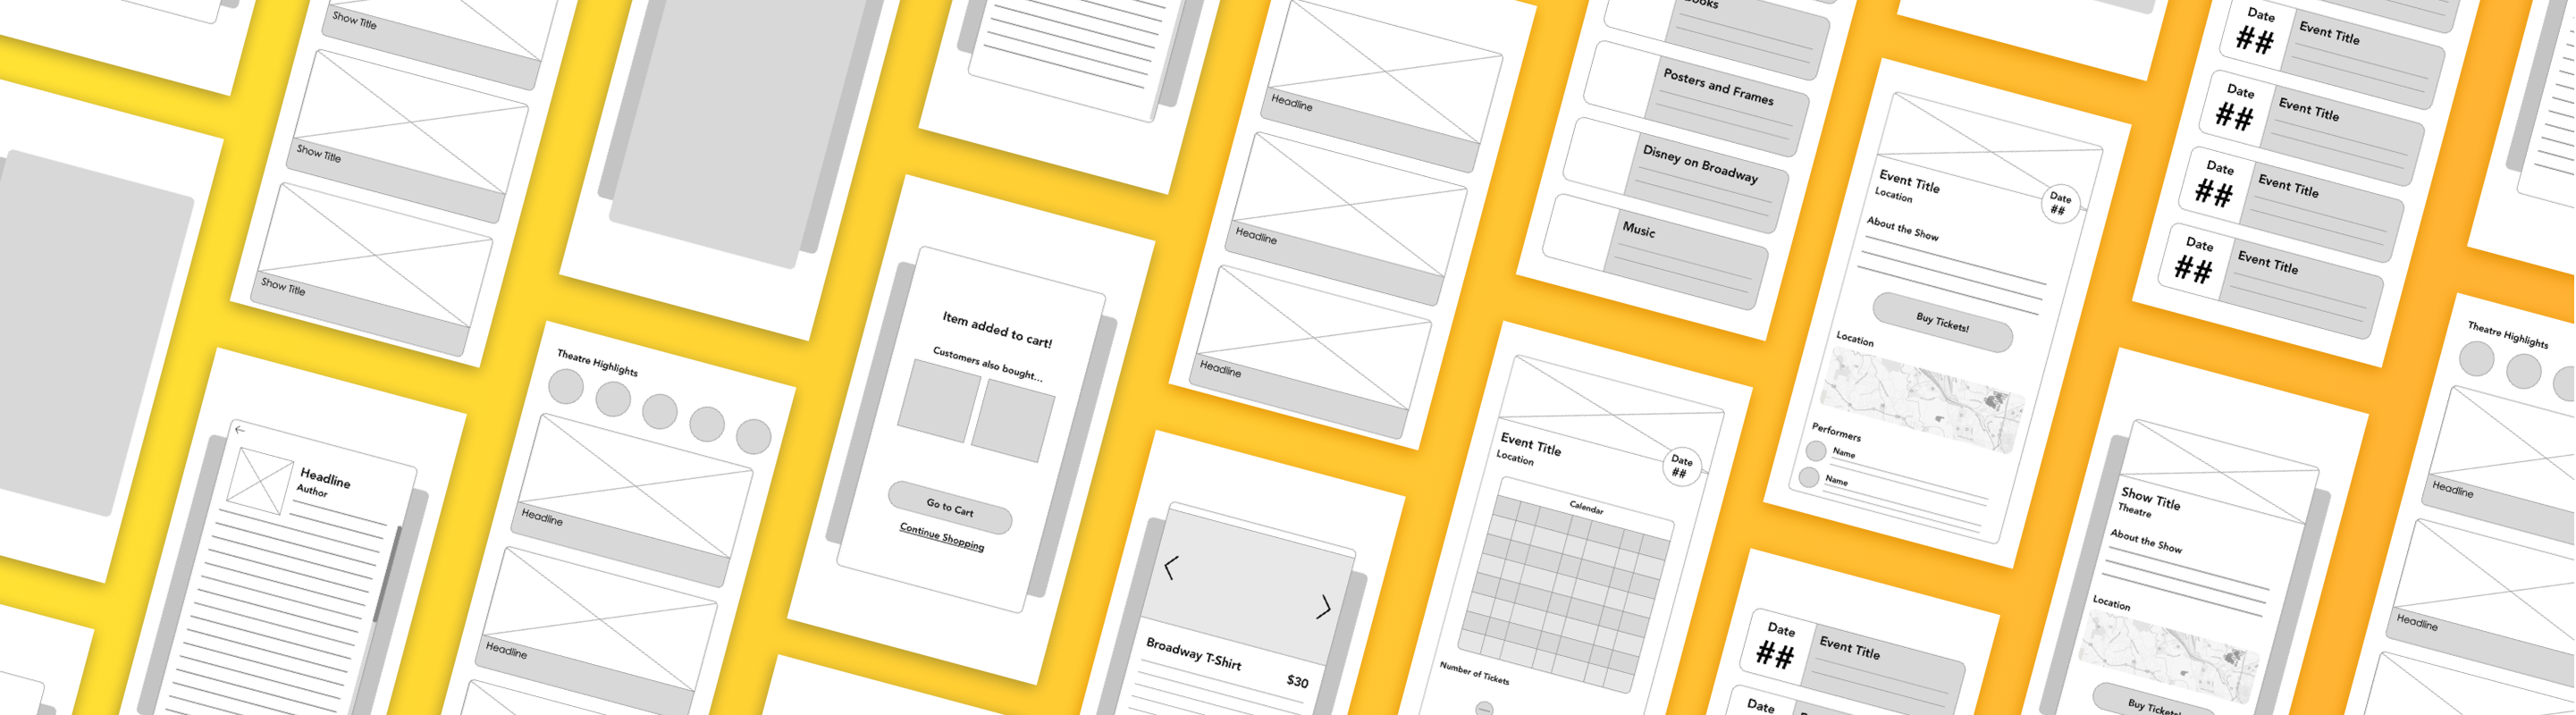 Show Title
Show Title
Show Title
Headline
Author
Theatre Highlights
Headline
Headline
Item added to cart!
Customers also bought...
Go to Cart
Continue Shopping
Headline
Headline
Headline
Broadway T-Shirt
$30
Posters and Frames
Disney on Broadway
Music
Event Title
Location
Date
##
Calendar
Number of Tickets
Event Title
Location
Date
##
About the Show
Buy Tickets!
Location
Performers
Name
Name
Date
##
Event Title
Date
Date
##
Event Title
Date
##
Event Title
Date
##
Event Title
Date
##
Event Title
Show Title
Theatre
About the Show
Location
Buy Tickets!
Theatre Highlights
Headline
Headline